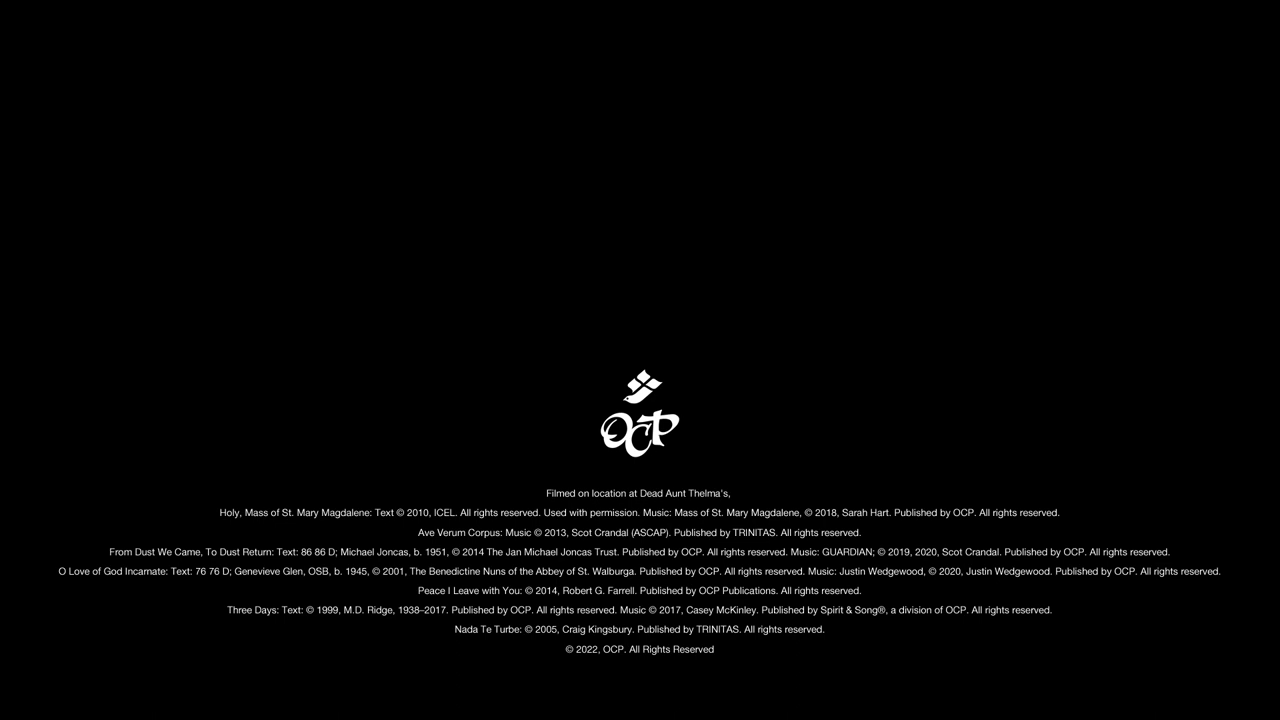 OCP
Filmed on location at Dead Aunt Thelma's,
Holy, Mass of St. Mary Magdalene: Text © 2010, ICEL. All rights reserved. Used with permission. Music: Mass of St. Mary Magdalene, © 2018, Sarah Hart. Published by OCP. All rights reserved.
Ave Verum Corpus: Music © 2013, Scot Crandal (ASCAP). Published by TRINITAS. All rights reserved.
From Dust We Came, To Dust Return: Text: 86 86 D; Michael Joncas, b. 1951, © 2014 The Jan Michael Joncas Trust. Published by OCP. All rights reserved. Music: GUARDIAN; © 2019, 2020, Scot Crandal. Published by OCP. All rights reserved.
O Love of God Incarnate: Text: 76 76 D; Genevieve Glen, OSB, b. 1945, © 2001, The Benedictine Nuns of the Abbey of St. Walburga. Published by OCP. All rights reserved. Music: Justin Wedgewood, © 2020, Justin Wedgewood. Published by OCP. All rights reserved.
Peace I Leave with You: © 2014, Robert G. Farrell. Published by OCP Publications. All rights reserved.
Three Days: Text: © 1999, M.D. Ridge, 1938–2017. Published by OCP. All rights reserved. Music © 2017, Casey McKinley. Published by Spirit & Song®, a division of OCP. All rights reserved.
Nada Te Turbe: © 2005, Craig Kingsbury. Published by TRINITAS. All rights reserved.
© 2022, OCP. All Rights Reserved